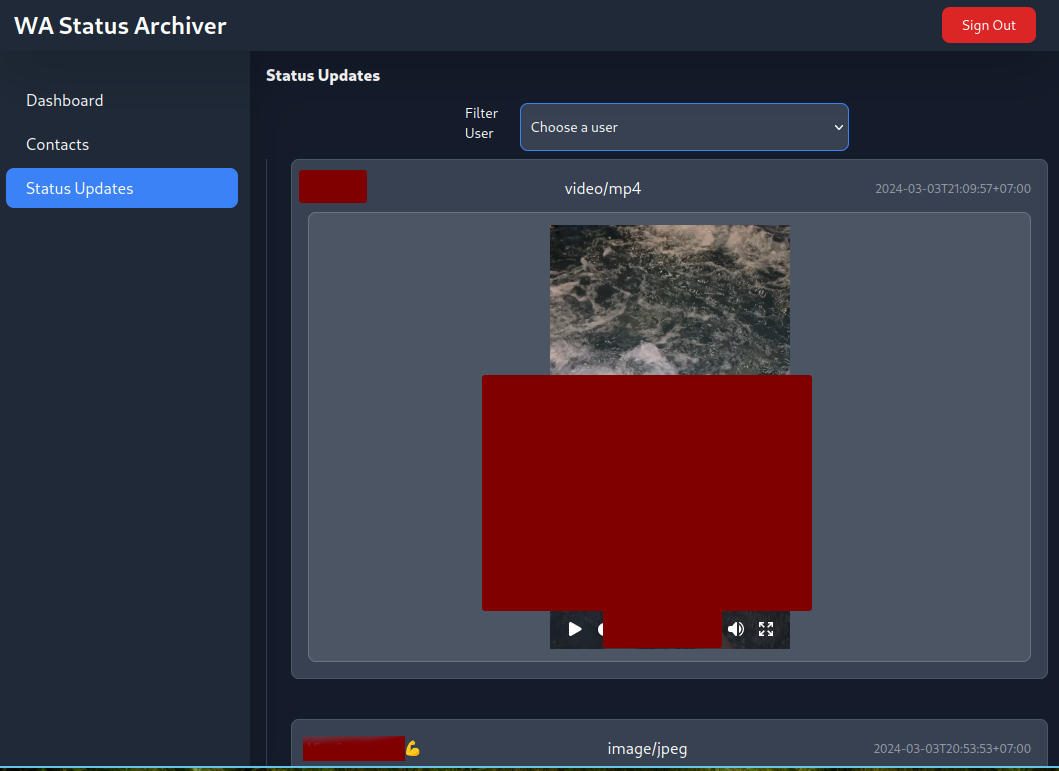 WA Status Archiver
Sign Out
Dashboard
Contacts
Status Updates
Status Updates
Filter
User
Choose a user
video/mp4
2024-03-03T21:09:57+07:00
💪
image/jpeg
2024-03-03T20:53:53+07:00